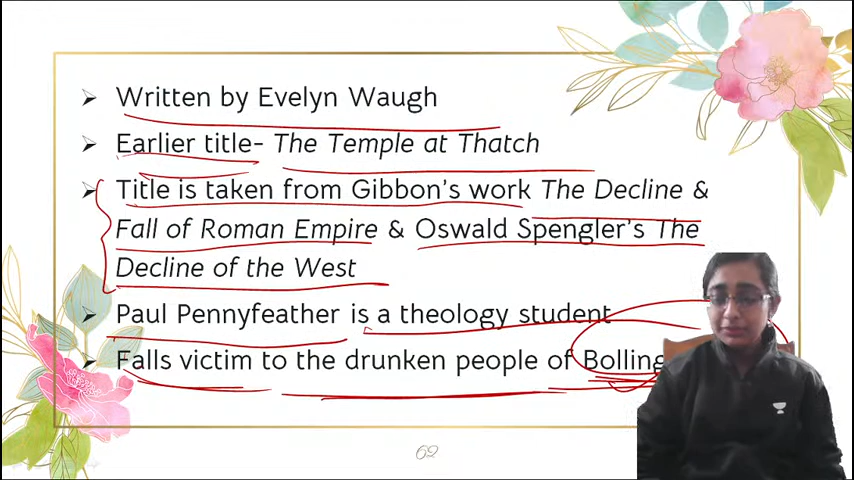 Written by Evelyn Waugh
Earlier title- The Temple at Thatch
Title is taken from Gibbon's work The Decline &
Fall of Roman Empire & Oswald Spengler's The
Decline of the West
Paul Pennyfeather is a theology student
Falls victim to the drunken people of
62